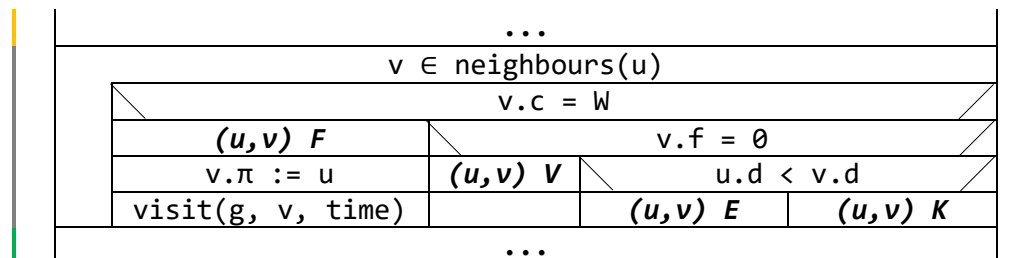 ...
v ∈ neighbours(u)
v.c = W
(u,v) F v.f = 0
v.π := u (u,v) V u.d < v.d
visit(g, v, time) (u,v) E (u,v) K
...